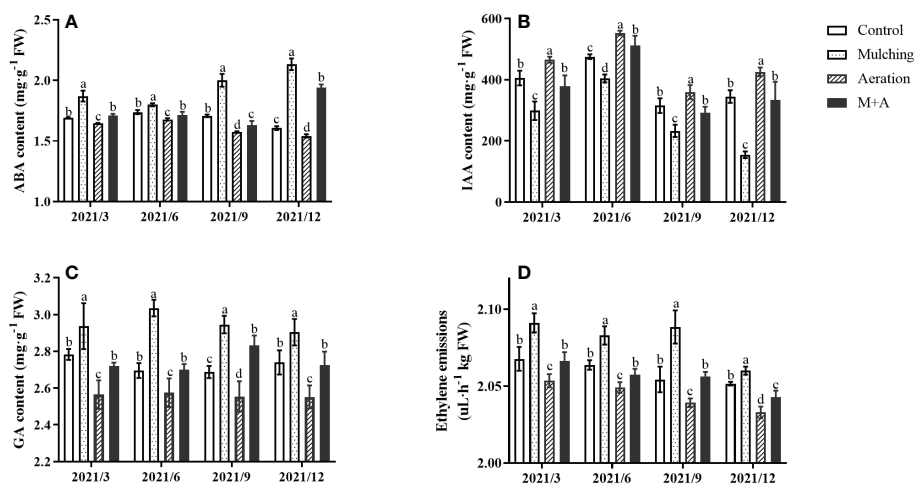 A
ABA content (mg·g⁻¹ FW)
2.5
2.0
1.5
1.0
b a c b
b a c b
b a d c
c a d b
2021/3 2021/6 2021/9 2021/12
B
IAA content (mg·g⁻¹ FW)
600
400
200
0
b c a b
c d a b
b c a b
b c a b
2021/3 2021/6 2021/9 2021/12
Control
Mulching
Aeration
M+A
C
GA content (mg·g⁻¹ FW)
3.2
3.0
2.8
2.6
2.4
2.2
b a c b
b a c b
c a d b
b a c b
2021/3 2021/6 2021/9 2021/12
D
Ethylene emissions
(uL·h⁻¹ kg FW)
2.10
2.05
2.00
b a c b
b a c b
b a c b
b a d c
2021/3 2021/6 2021/9 2021/12